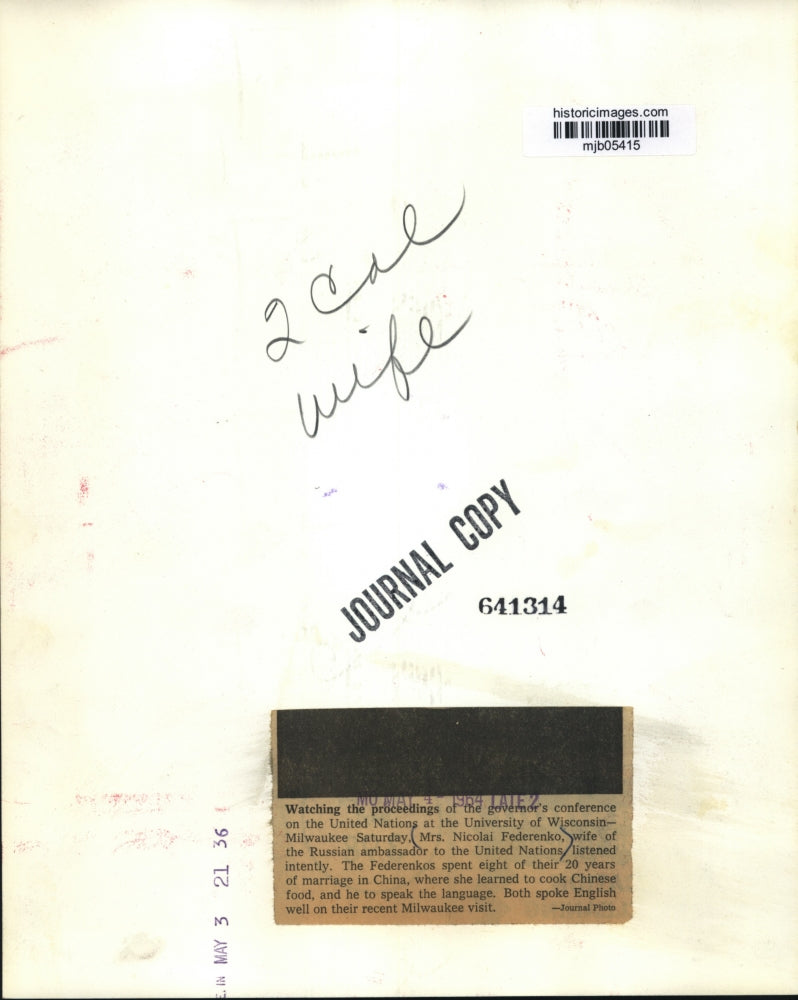 historicimages.com
mjb05415
2 Col
wife
JOURNAL COPY
641314
MO MAY 4 - 1964 LATE 2
Watching the proceedings of the governor's conference
on the United Nations at the University of Wisconsin—
Milwaukee Saturday, (Mrs. Nicolai Federenko,) wife of
the Russian ambassador to the United Nations, listened
intently. The Federenkos spent eight of their 20 years
of marriage in China, where she learned to cook Chinese
food, and he to speak the language. Both spoke English
well on their recent Milwaukee visit. —Journal Photo
E. IN MAY 3 21 36